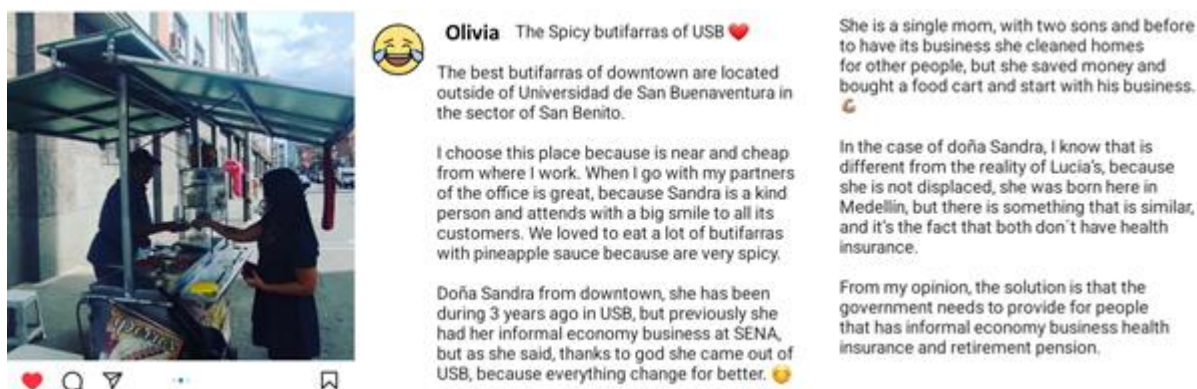 Olivia The Spicy butifarras of USB
The best butifarras of downtown are located
outside of Universidad de San Buenaventura in
the sector of San Benito.
I choose this place because is near and cheap
from where I work. When I go with my partners
of the office is great, because Sandra is a kind
person and attends with a big smile to all its
customers. We loved to eat a lot of butifarras
with pineapple sauce because are very spicy.
Doña Sandra from downtown, she has been
during 3 years ago in USB, but previously she
had her informal economy business at SENA,
but as she said, thanks to god she came out of
USB, because everything change for better.
She is a single mom, with two sons and before
to have its business she cleaned homes
for other people, but she saved money and
bought a food cart and start with his business.
In the case of doña Sandra, I know that is
different from the reality of Lucia's, because
she is not displaced, she was born here in
Medellín, but there is something that is similar,
and it's the fact that both don´t have health
insurance.
From my opinion, the solution is that the
government needs to provide for people
that has informal economy business health
insurance and retirement pension.